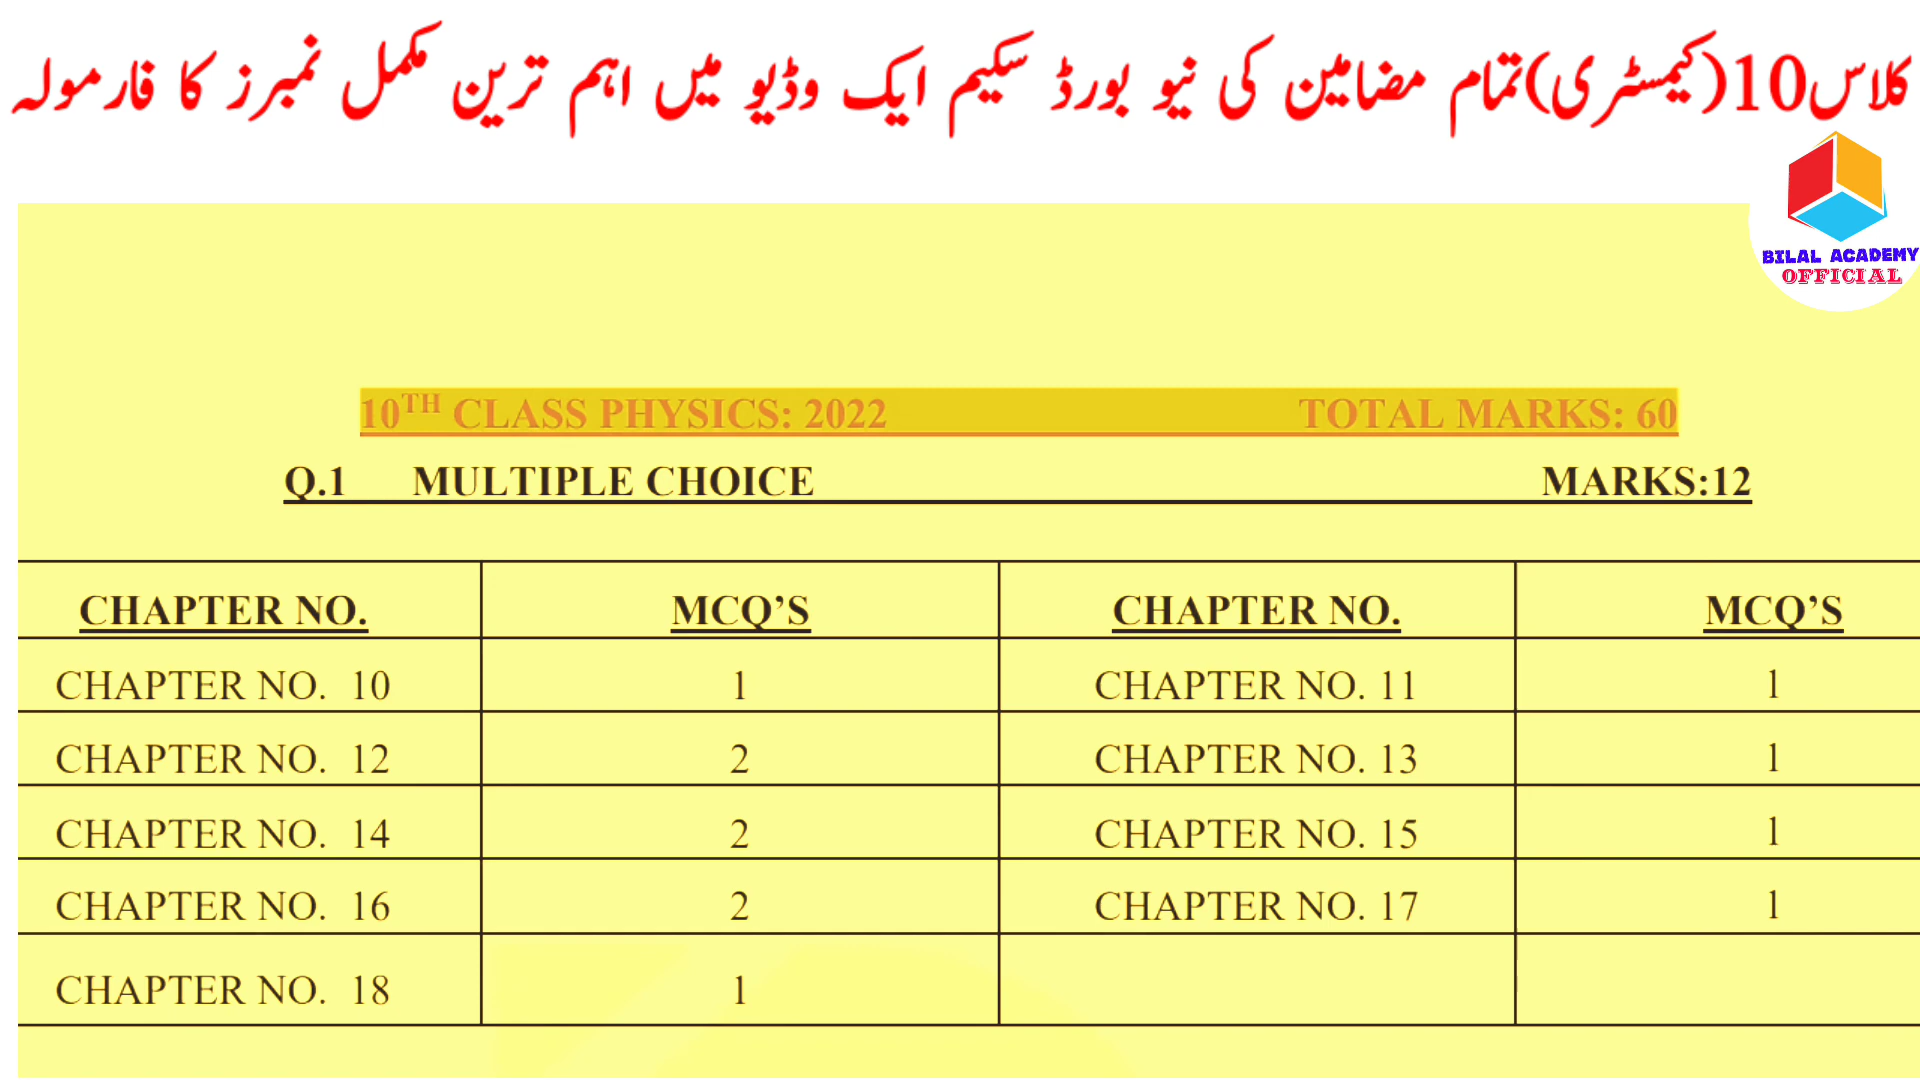 کلاس10(کیمسٹری)تمام مضامین کی نیو بورڈ سکیم ایک وڈیو میں اہم ترین مکمل نمبرز کا فارمولہ
BILAL ACADEMY
OFFICIAL
10TH CLASS PHYSICS: 2022 TOTAL MARKS: 60
Q.1 MULTIPLE CHOICE MARKS:12
CHAPTER NO. MCQ’S CHAPTER NO. MCQ’S
CHAPTER NO. 10 1 CHAPTER NO. 11 1
CHAPTER NO. 12 2 CHAPTER NO. 13 1
CHAPTER NO. 14 2 CHAPTER NO. 15 1
CHAPTER NO. 16 2 CHAPTER NO. 17 1
CHAPTER NO. 18 1